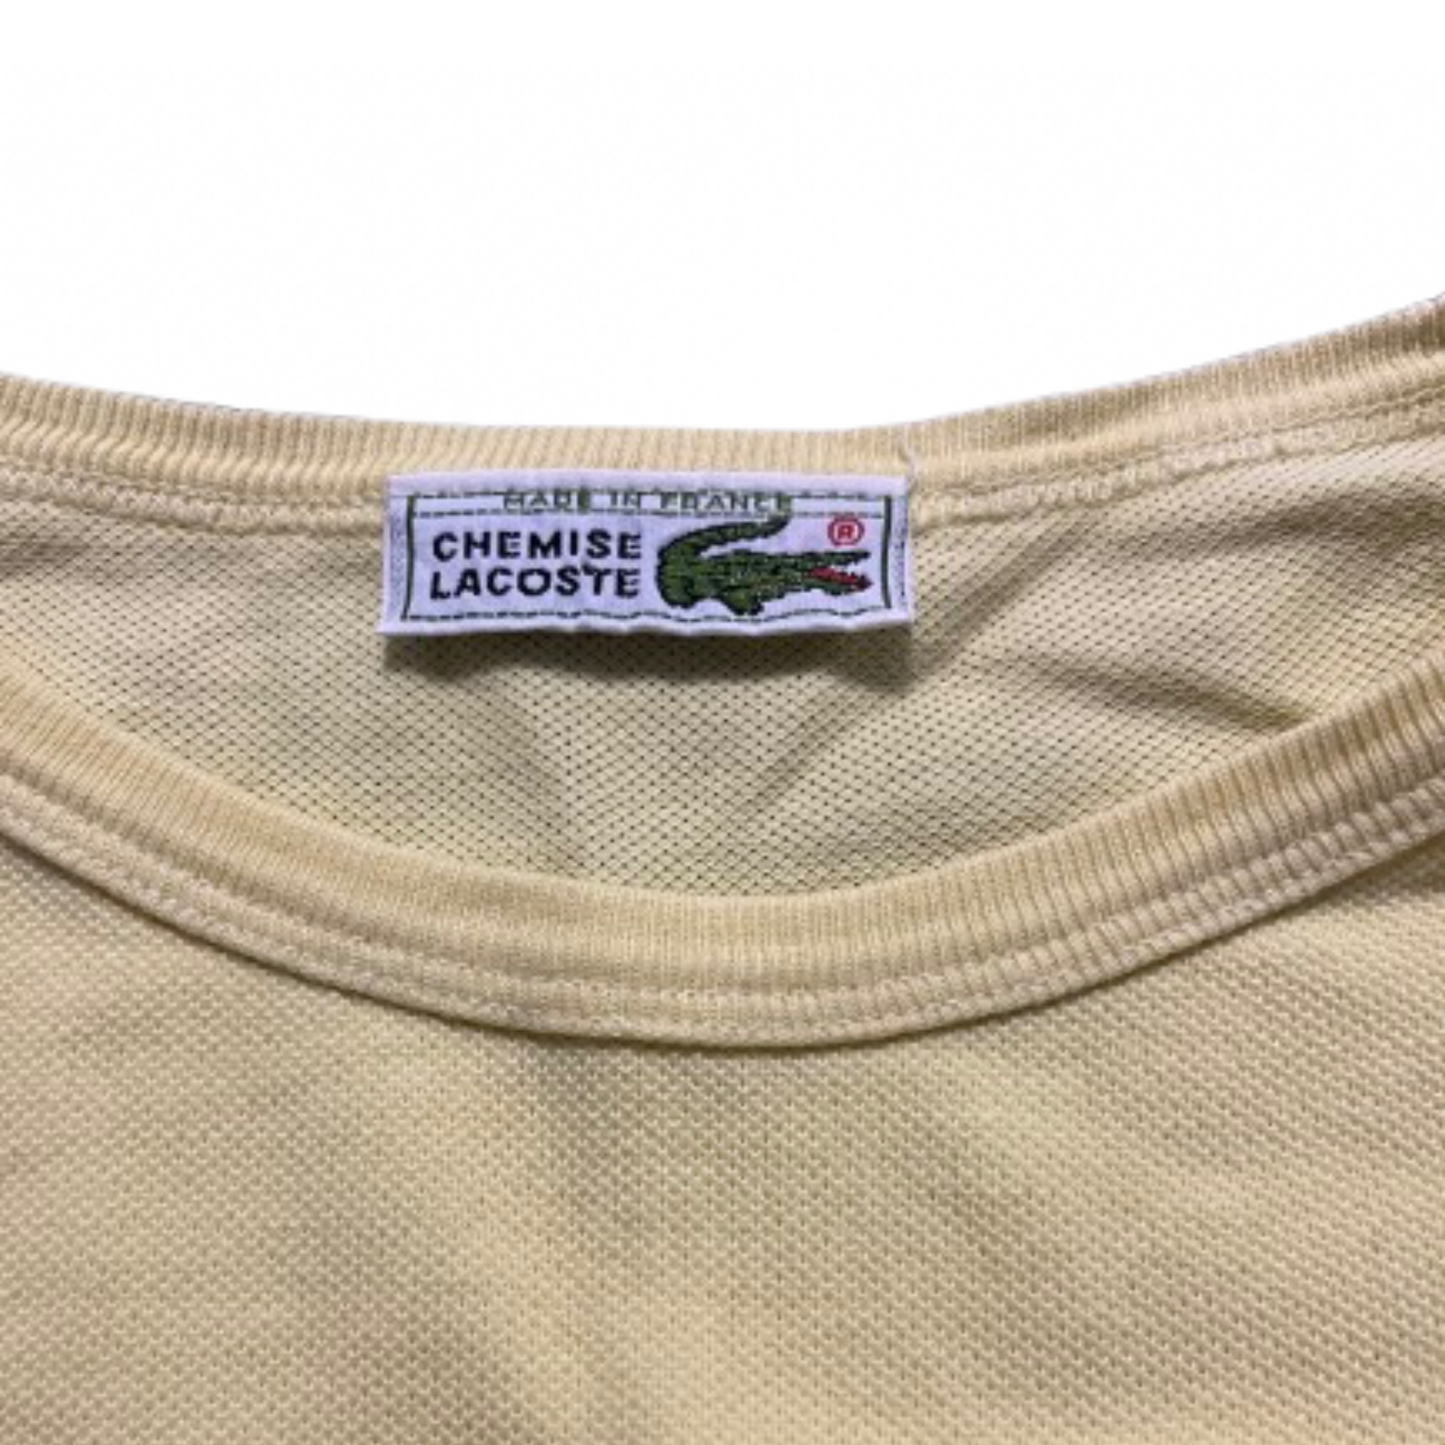 MADE IN FRANCE
CHEMISE
LACOSTE
®